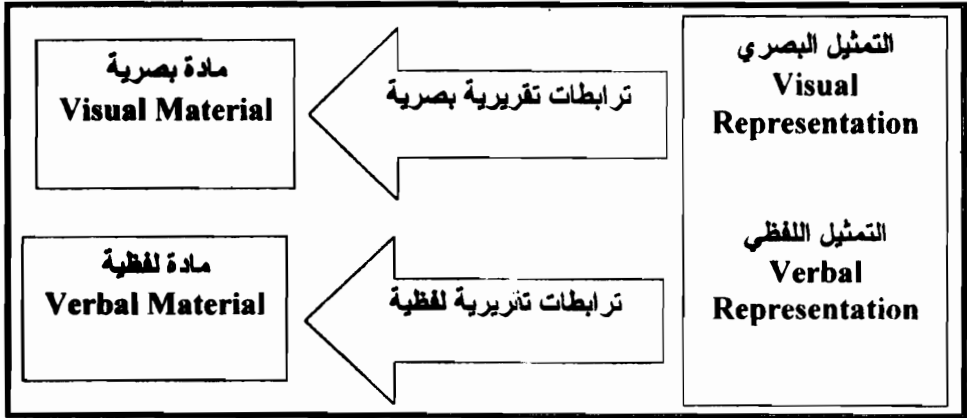 التمثيل البصري
Visual
Representation
ترابطات تقريرية بصرية
مادة بصرية
Visual Material
التمثيل اللفظي
Verbal
Representation
ترابطات تأريرية لفظية
مادة لفظية
Verbal Material